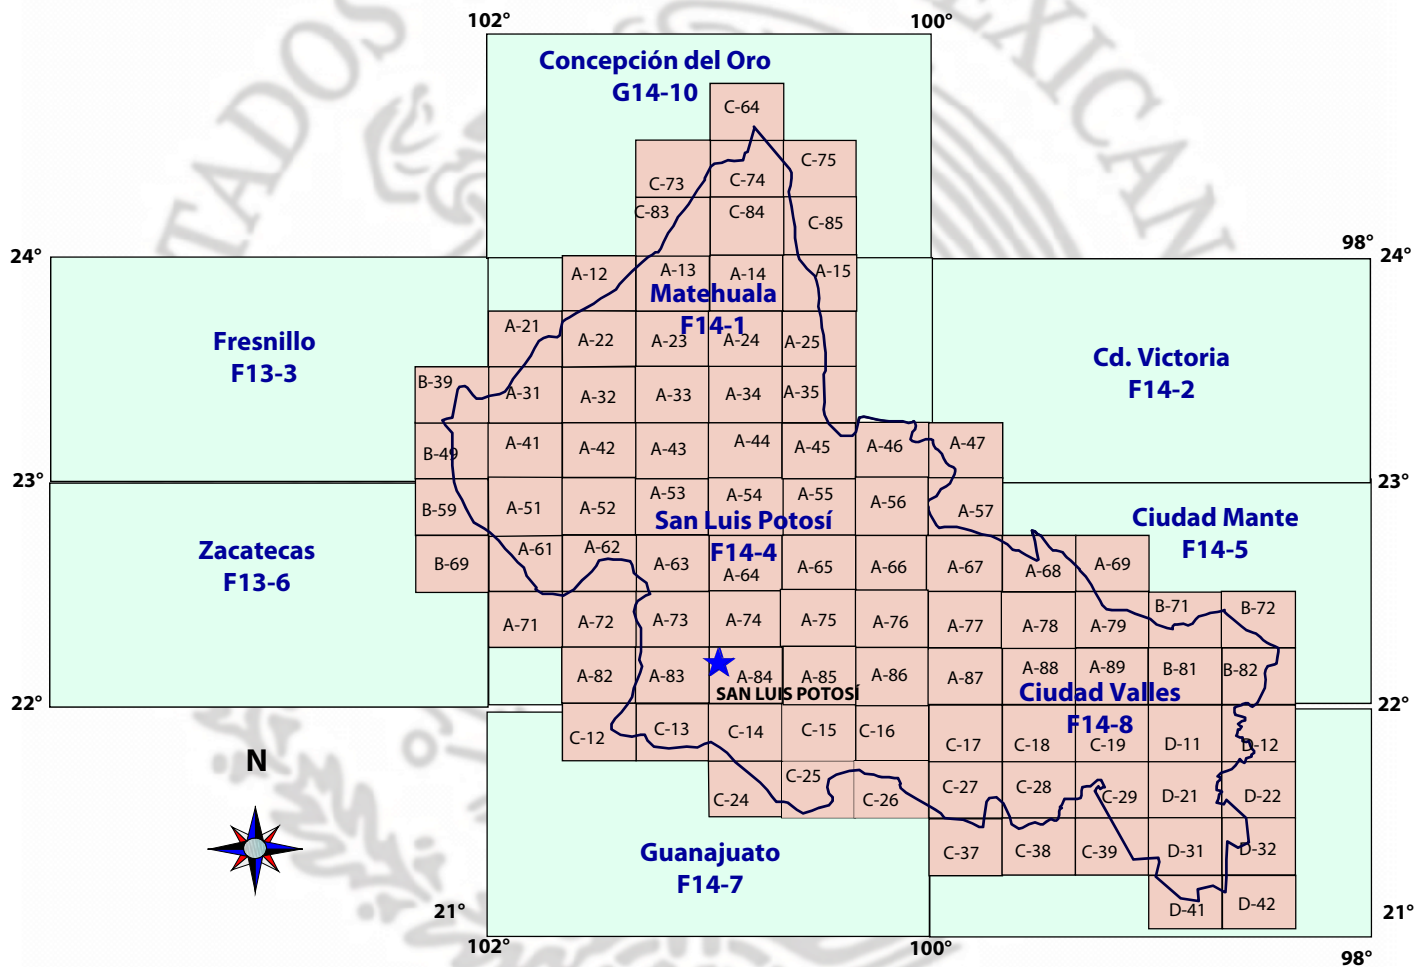 102°
100°
Concepción del Oro
G14-10
C-64
C-75
C-73
C-74
C-83
C-84
C-85
98°
24°
24°
A-12
A-13
A-14
A-15
Matehuala
F14-1
A-21
A-22
A-23
A-24
A-25
Fresnillo
F13-3
Cd. Victoria
F14-2
B-39
A-31
A-32
A-33
A-34
A-35
B-49
A-41
A-42
A-43
A-44
A-45
A-46
A-47
23°
23°
B-59
A-51
A-52
A-53
A-54
A-55
A-56
A-57
San Luis Potosí
F14-4
Ciudad Mante
F14-5
Zacatecas
F13-6
B-69
A-61
A-62
A-63
A-64
A-65
A-66
A-67
A-68
A-69
A-71
A-72
A-73
A-74
A-75
A-76
A-77
A-78
A-79
B-71
B-72
A-82
A-83
A-84
A-85
A-86
A-87
A-88
A-89
B-81
B-82
SAN LUIS POTOSÍ
Ciudad Valles
F14-8
22°
22°
C-12
C-13
C-14
C-15
C-16
C-17
C-18
C-19
D-11
D-12
N
C-24
C-25
C-26
C-27
C-28
C-29
D-21
D-22
Guanajuato
F14-7
C-37
C-38
C-39
D-31
D-32
D-41
D-42
21°
21°
102°
100°
98°
TADOS
MEXICAN